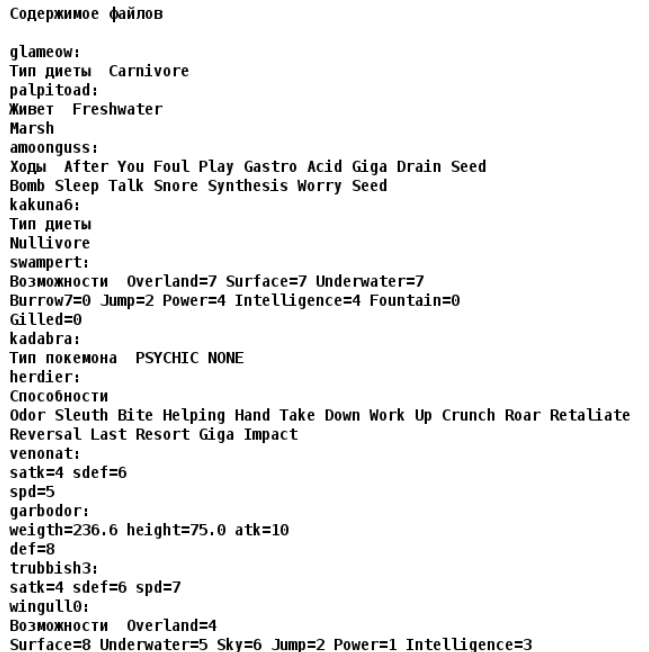 Содержимое файлов
glameow:
Тип диеты  Carnivore
palpitoad:
Живет  Freshwater
Marsh
amoonguss:
Ходы  After You Foul Play Gastro Acid Giga Drain Seed
Bomb Sleep Talk Snore Synthesis Worry Seed
kakuna6:
Тип диеты
Nullivore
swampert:
Возможности  Overland=7 Surface=7 Underwater=7
Burrow7=0 Jump=2 Power=4 Intelligence=4 Fountain=0
Gilled=0
kadabra:
Тип покемона  PSYCHIC NONE
herdier:
Способности
Odor Sleuth Bite Helping Hand Take Down Work Up Crunch Roar Retaliate
Reversal Last Resort Giga Impact
venonat:
satk=4 sdef=6
spd=5
garbodor:
weigth=236.6 height=75.0 atk=10
def=8
trubbish3:
satk=4 sdef=6 spd=7
wingull0:
Возможности  Overland=4
Surface=8 Underwater=5 Sky=6 Jump=2 Power=1 Intelligence=3